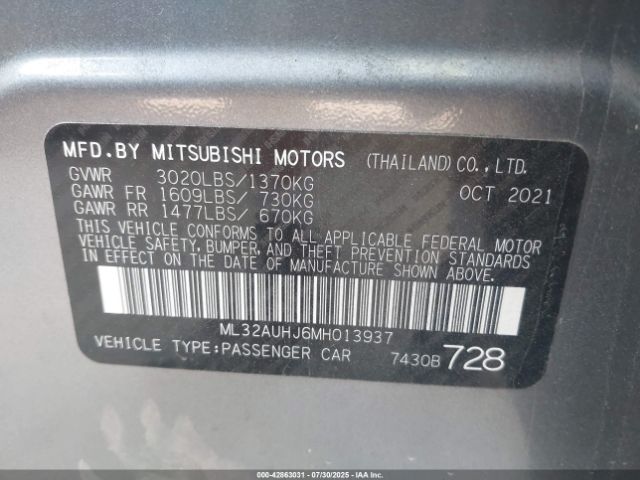 MFD.BY MITSUBISHI MOTORS (THAILAND) CO., LTD.
GVWR 3020LBS/1370KG OCT 2021
GAWR FR 1609LBS/ 730KG
GAWR RR 1477LBS/ 670KG
THIS VEHICLE CONFORMS TO ALL APPLICABLE FEDERAL MOTOR
VEHICLE SAFETY, BUMPER, AND THEFT PREVENTION STANDARDS
IN EFFECT ON THE DATE OF MANUFACTURE SHOWN ABOVE.
ML32AUHJ6MH013937
VEHICLE TYPE:PASSENGER CAR 7430B 728
000-42863031 - 07/30/2025 - IAAI.COM